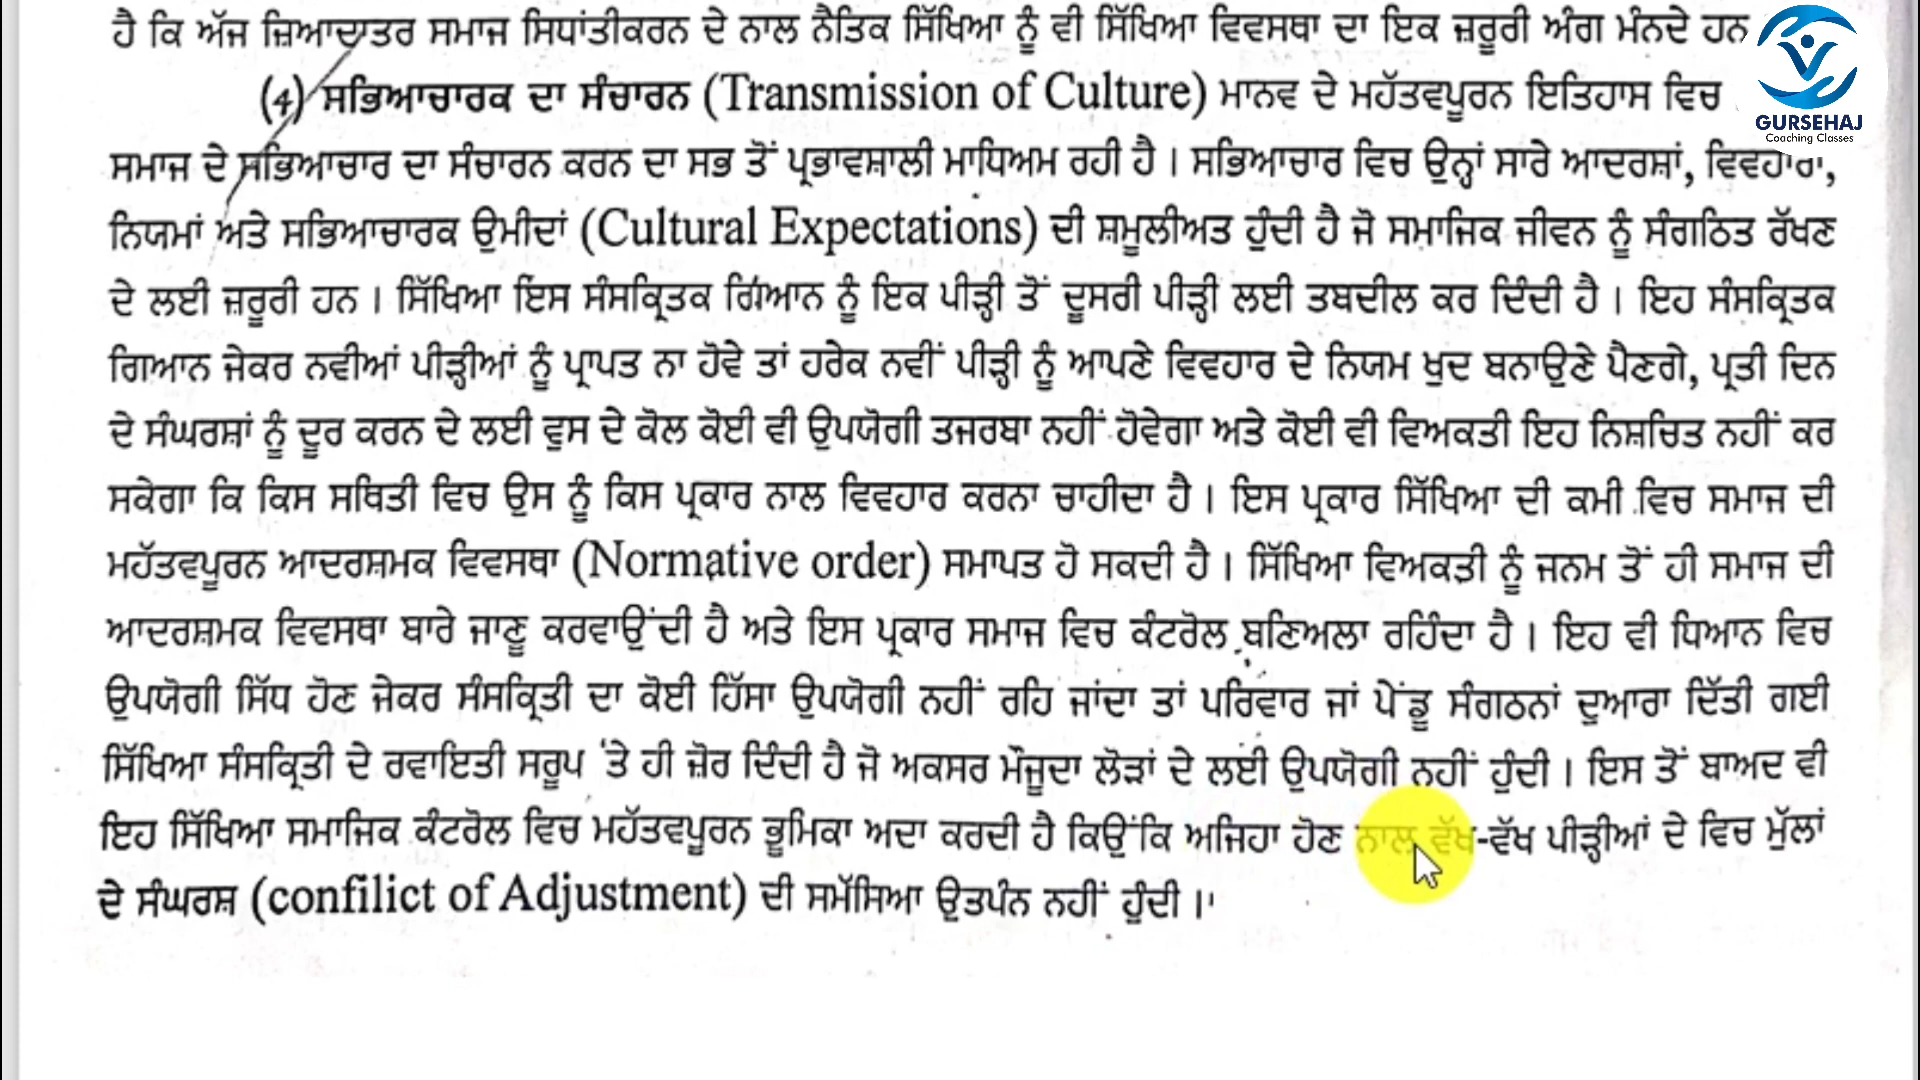 ਹੈ ਕਿ ਅੱਜ ਜ਼ਿਆਦਾਤਰ ਸਮਾਜ ਸਿਧਾਂਤੀਕਰਨ ਦੇ ਨਾਲ ਨੈਤਿਕ ਸਿੱਖਿਆ ਨੂੰ ਵੀ ਸਿੱਖਿਆ ਵਿਵਸਥਾ ਦਾ ਇਕ ਜ਼ਰੂਰੀ ਅੰਗ ਮੰਨਦੇ ਹਨ
(4) ਸਭਿਆਚਾਰਕ ਦਾ ਸੰਚਾਰਨ (Transmission of Culture) ਮਾਨਵ ਦੇ ਮਹੱਤਵਪੂਰਨ ਇਤਿਹਾਸ ਵਿਚ
GURSEHAJ
Coaching Classes
ਸਮਾਜ ਦੇ ਸਭਿਆਚਾਰ ਦਾ ਸੰਚਾਰਨ ਕਰਨ ਦਾ ਸਭ ਤੋਂ ਪ੍ਰਭਾਵਸ਼ਾਲੀ ਮਾਧਿਅਮ ਰਹੀ ਹੈ। ਸਭਿਆਚਾਰ ਵਿਚ ਉਨ੍ਹਾਂ ਸਾਰੇ ਆਦਰਸ਼ਾਂ, ਵਿਵਹਾਰਾਂ,
ਨਿਯਮਾਂ ਅਤੇ ਸਭਿਆਚਾਰਕ ਉਮੀਦਾਂ (Cultural Expectations) ਦੀ ਸ਼ਮੂਲੀਅਤ ਹੁੰਦੀ ਹੈ ਜੋ ਸਮਾਜਿਕ ਜੀਵਨ ਨੂੰ ਸੰਗਠਿਤ ਰੱਖਣ
ਦੇ ਲਈ ਜ਼ਰੂਰੀ ਹਨ। ਸਿੱਖਿਆ ਇਸ ਸੰਸਕ੍ਰਿਤਕ ਗਿਆਨ ਨੂੰ ਇਕ ਪੀੜ੍ਹੀ ਤੋਂ ਦੂਸਰੀ ਪੀੜ੍ਹੀ ਲਈ ਤਬਦੀਲ ਕਰ ਦਿੰਦੀ ਹੈ। ਇਹ ਸੰਸਕ੍ਰਿਤਕ
ਗਿਆਨ ਜੇਕਰ ਨਵੀਆਂ ਪੀੜ੍ਹੀਆਂ ਨੂੰ ਪ੍ਰਾਪਤ ਨਾ ਹੋਵੇ ਤਾਂ ਹਰੇਕ ਨਵੀਂ ਪੀੜ੍ਹੀ ਨੂੰ ਆਪਣੇ ਵਿਵਹਾਰ ਦੇ ਨਿਯਮ ਖੁਦ ਬਨਾਉਣੇ ਪੈਣਗੇ, ਪ੍ਰਤੀ ਦਿਨ
ਦੇ ਸੰਘਰਸ਼ਾਂ ਨੂੰ ਦੂਰ ਕਰਨ ਦੇ ਲਈ ਵੁਸ ਦੇ ਕੋਲ ਕੋਈ ਵੀ ਉਪਯੋਗੀ ਤਜਰਬਾ ਨਹੀਂ ਹੋਵੇਗਾ ਅਤੇ ਕੋਈ ਵੀ ਵਿਅਕਤੀ ਇਹ ਨਿਸ਼ਚਿਤ ਨਹੀਂ ਕਰ
ਸਕੇਗਾ ਕਿ ਕਿਸ ਸਥਿਤੀ ਵਿਚ ਉਸ ਨੂੰ ਕਿਸ ਪ੍ਰਕਾਰ ਨਾਲ ਵਿਵਹਾਰ ਕਰਨਾ ਚਾਹੀਦਾ ਹੈ। ਇਸ ਪ੍ਰਕਾਰ ਸਿੱਖਿਆ ਦੀ ਕਮੀ ਵਿਚ ਸਮਾਜ ਦੀ
ਮਹੱਤਵਪੂਰਨ ਆਦਰਸ਼ਮਕ ਵਿਵਸਥਾ (Normative order) ਸਮਾਪਤ ਹੋ ਸਕਦੀ ਹੈ। ਸਿੱਖਿਆ ਵਿਅਕਤੀ ਨੂੰ ਜਨਮ ਤੋਂ ਹੀ ਸਮਾਜ ਦੀ
ਆਦਰਸ਼ਮਕ ਵਿਵਸਥਾ ਬਾਰੇ ਜਾਣੂ ਕਰਵਾਉਂਦੀ ਹੈ ਅਤੇ ਇਸ ਪ੍ਰਕਾਰ ਸਮਾਜ ਵਿਚ ਕੰਟਰੋਲ ਬਣਿਅਲਾ ਰਹਿੰਦਾ ਹੈ। ਇਹ ਵੀ ਧਿਆਨ ਵਿਚ
ਉਪਯੋਗੀ ਸਿੱਧ ਹੋਣ ਜੇਕਰ ਸੰਸਕ੍ਰਿਤੀ ਦਾ ਕੋਈ ਹਿੱਸਾ ਉਪਯੋਗੀ ਨਹੀਂ ਰਹਿ ਜਾਂਦਾ ਤਾਂ ਪਰਿਵਾਰ ਜਾਂ ਪੇਂਡੂ ਸੰਗਠਨਾਂ ਦੁਆਰਾ ਦਿੱਤੀ ਗਈ
ਸਿੱਖਿਆ ਸੰਸਕ੍ਰਿਤੀ ਦੇ ਰਵਾਇਤੀ ਸਰੂਪ 'ਤੇ ਹੀ ਜ਼ੋਰ ਦਿੰਦੀ ਹੈ ਜੋ ਅਕਸਰ ਮੌਜੂਦਾ ਲੋੜਾਂ ਦੇ ਲਈ ਉਪਯੋਗੀ ਨਹੀਂ ਹੁੰਦੀ। ਇਸ ਤੋਂ ਬਾਅਦ ਵੀ
ਇਹ ਸਿੱਖਿਆ ਸਮਾਜਿਕ ਕੰਟਰੋਲ ਵਿਚ ਮਹੱਤਵਪੂਰਨ ਭੂਮਿਕਾ ਅਦਾ ਕਰਦੀ ਹੈ ਕਿਉਂਕਿ ਅਜਿਹਾ ਹੋਣ ਨਾਲ ਵੱਖ-ਵੱਖ ਪੀੜ੍ਹੀਆਂ ਦੇ ਵਿਚ ਮੁੱਲਾਂ
ਦੇ ਸੰਘਰਸ਼ (confilict of Adjustment) ਦੀ ਸਮੱਸਿਆ ਉਤਪੰਨ ਨਹੀਂ ਹੁੰਦੀ।'